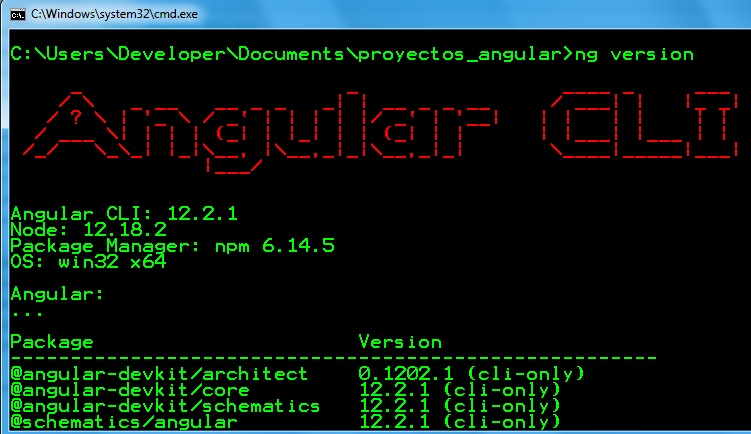 C:\Windows\system32\cmd.exe
C:\Users\Developer\Documents\proyectos_angular>ng version
Angular CLI
Angular CLI: 12.2.1
Node: 12.18.2
Package Manager: npm 6.14.5
OS: win32 x64
Angular:
...
Package Version
------------------------------------------------------
@angular-devkit/architect 0.1202.1 (cli-only)
@angular-devkit/core 12.2.1 (cli-only)
@angular-devkit/schematics 12.2.1 (cli-only)
@schematics/angular 12.2.1 (cli-only)